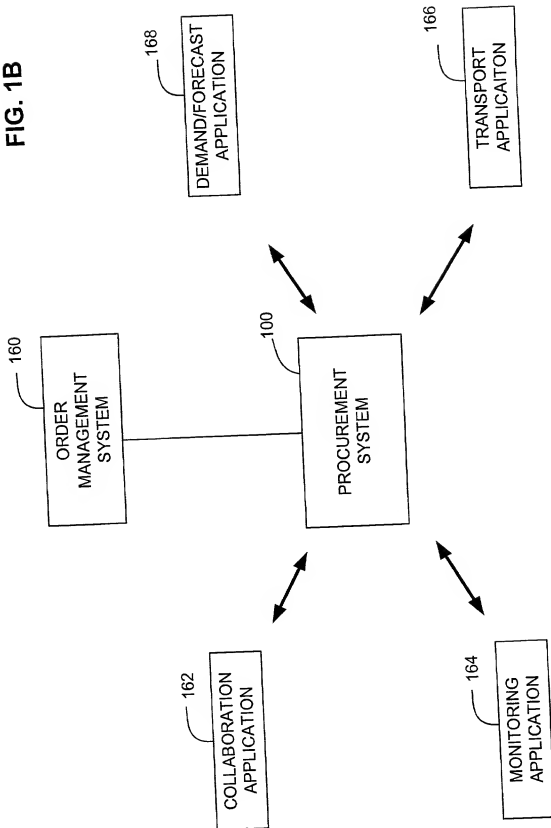 FIG. 1B
160
ORDER
MANAGEMENT
SYSTEM
168
DEMAND/FORECAST
APPLICATION
162
COLLABORATION
APPLICATION
100
PROCUREMENT
SYSTEM
164
MONITORING
APPLICATION
166
TRANSPORT
APPLICAITON